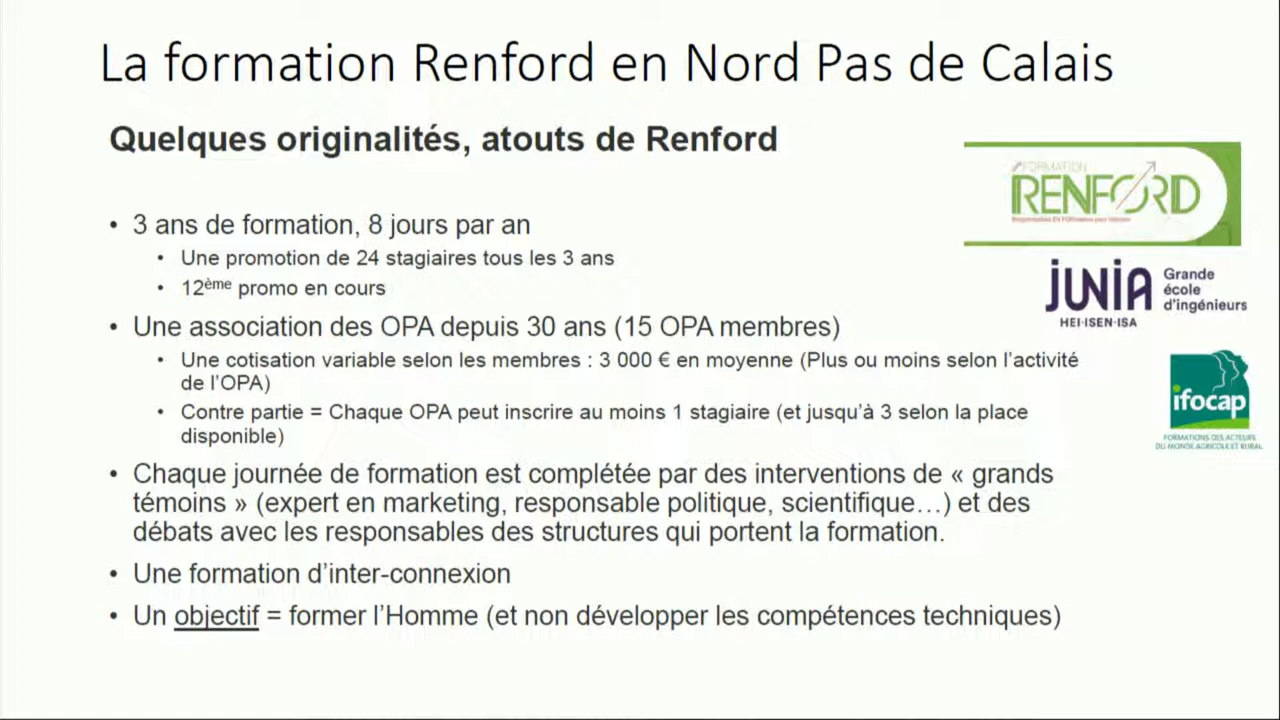 La formation Renford en Nord Pas de Calais
Quelques originalités, atouts de Renford
• 3 ans de formation, 8 jours par an
• Une promotion de 24 stagiaires tous les 3 ans
• 12ème promo en cours
• Une association des OPA depuis 30 ans (15 OPA membres)
• Une cotisation variable selon les membres : 3 000 € en moyenne (Plus ou moins selon l'activité
de l'OPA)
• Contre partie = Chaque OPA peut inscrire au moins 1 stagiaire (et jusqu'à 3 selon la place
disponible)
• Chaque journée de formation est complétée par des interventions de « grands
témoins » (expert en marketing, responsable politique, scientifique…) et des
débats avec les responsables des structures qui portent la formation.
• Une formation d'inter-connexion
• Un objectif = former l'Homme (et non développer les compétences techniques)
FORMATION
RENFORD
JUNIA
Grande
école
d'ingénieurs
HEI·ISEN·ISA
ifocap
FORMATIONS DES ACTEURS
DU MONDE AGRICOLE ET RURAL